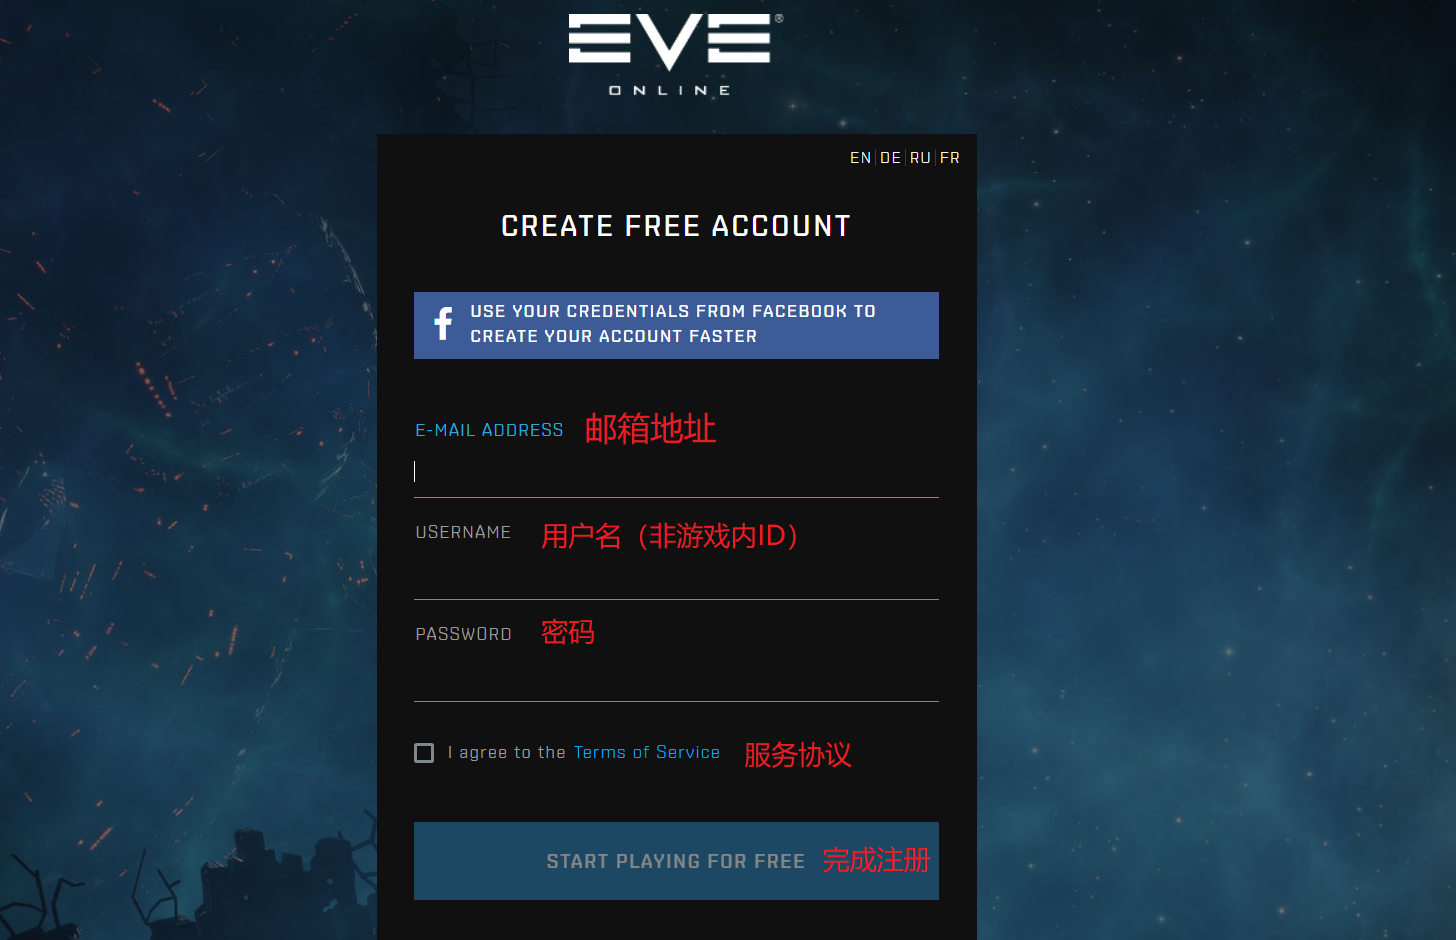 EVE®
ONLINE
EN|DE|RU|FR
CREATE FREE ACCOUNT
f USE YOUR CREDENTIALS FROM FACEBOOK TO
CREATE YOUR ACCOUNT FASTER
E-MAIL ADDRESS 邮箱地址
USERNAME 用户名（非游戏内ID）
PASSWORD 密码
I agree to the Terms of Service 服务协议
START PLAYING FOR FREE 完成注册